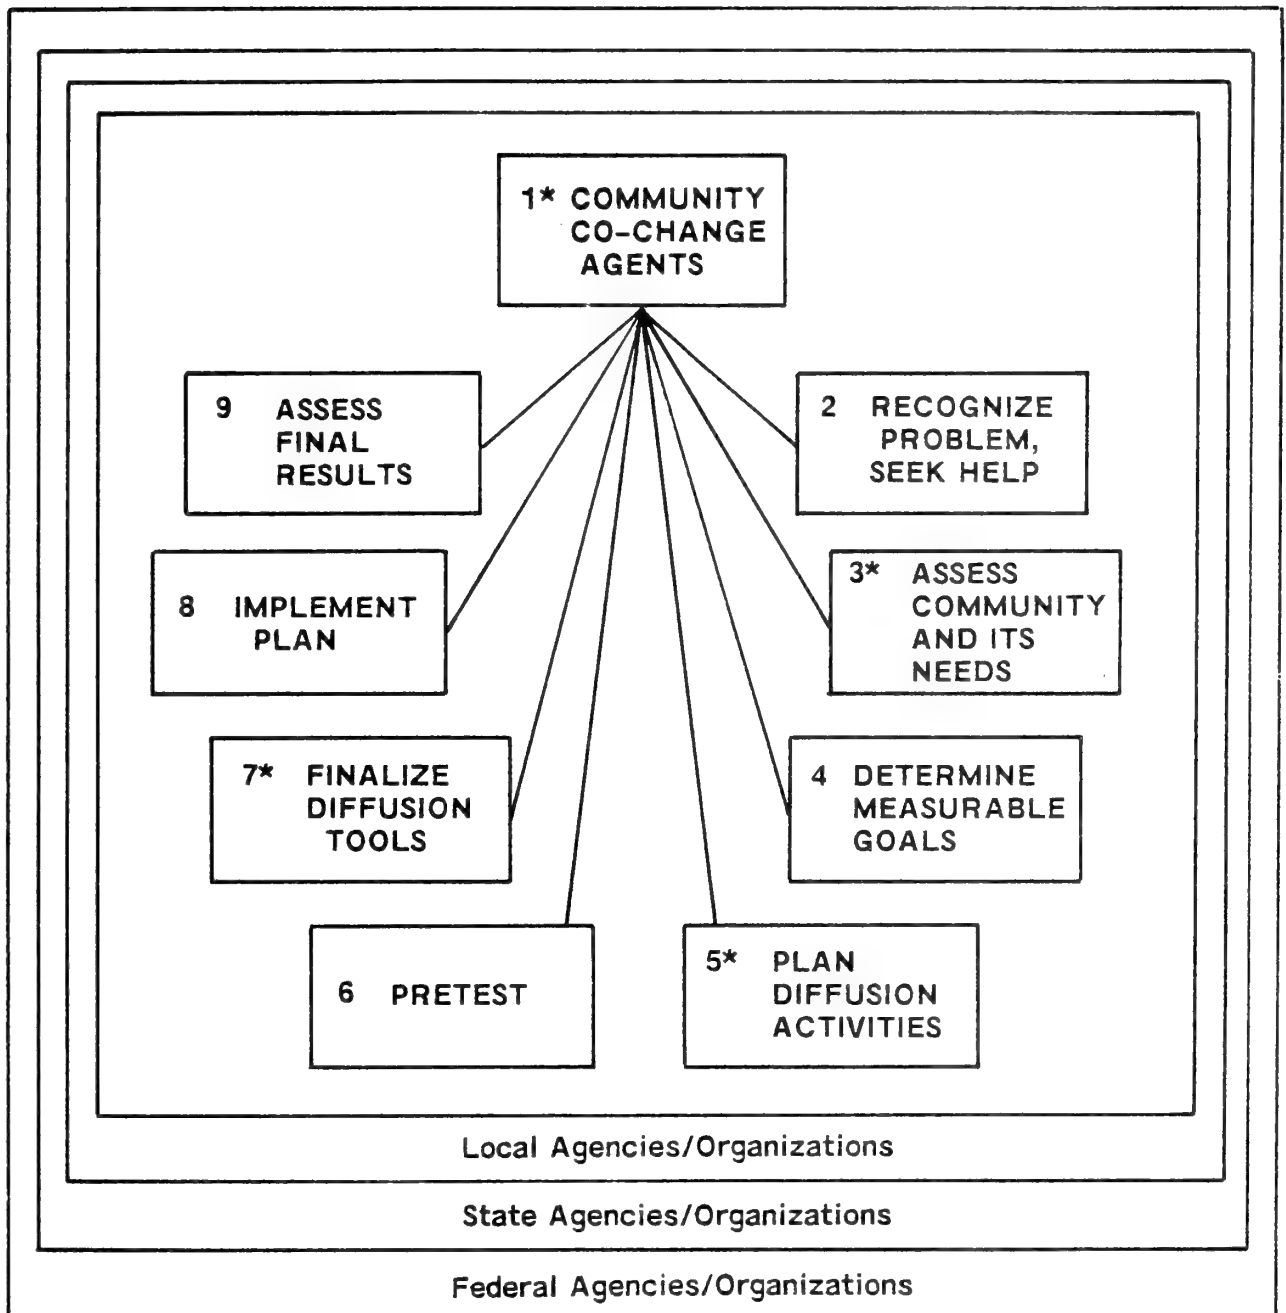 1* COMMUNITY
CO-CHANGE
AGENTS
2 RECOGNIZE
PROBLEM,
SEEK HELP
3* ASSESS
COMMUNITY
AND ITS
NEEDS
4 DETERMINE
MEASURABLE
GOALS
5* PLAN
DIFFUSION
ACTIVITIES
6 PRETEST
7* FINALIZE
DIFFUSION
TOOLS
8 IMPLEMENT
PLAN
9 ASSESS
FINAL
RESULTS
Local Agencies/Organizations
State Agencies/Organizations
Federal Agencies/Organizations